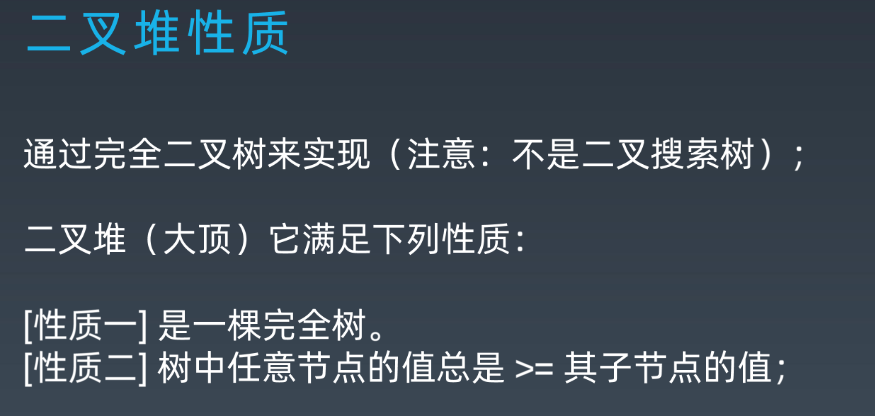 二叉堆性质
通过完全二叉树来实现（注意：不是二叉搜索树）；
二叉堆（大顶）它满足下列性质：
[性质一] 是一棵完全树。
[性质二] 树中任意节点的值总是 >= 其子节点的值；